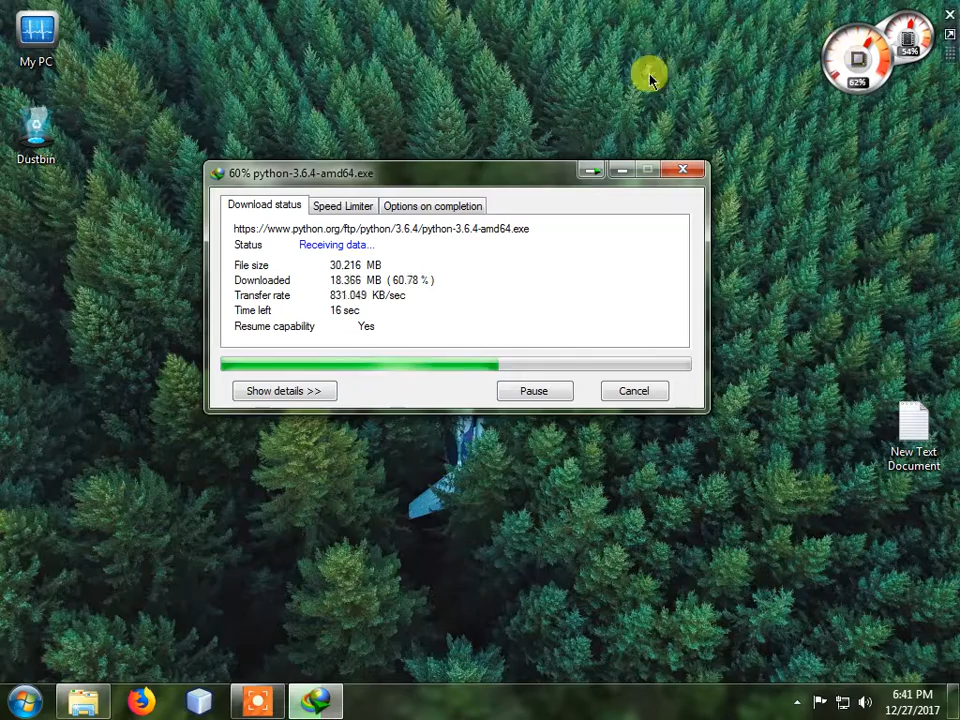 My PC
62%
54%
Dustbin
60% python-3.6.4-amd64.exe
Download status
Speed Limiter
Options on completion
https://www.python.org/ftp/python/3.6.4/python-3.6.4-amd64.exe
Status Receiving data...
File size 30.216 MB
Downloaded 18.366 MB ( 60.78 % )
Transfer rate 831.049 KB/sec
Time left 16 sec
Resume capability Yes
Show details >>
Pause
Cancel
New Text
Document
6:41 PM
12/27/2017